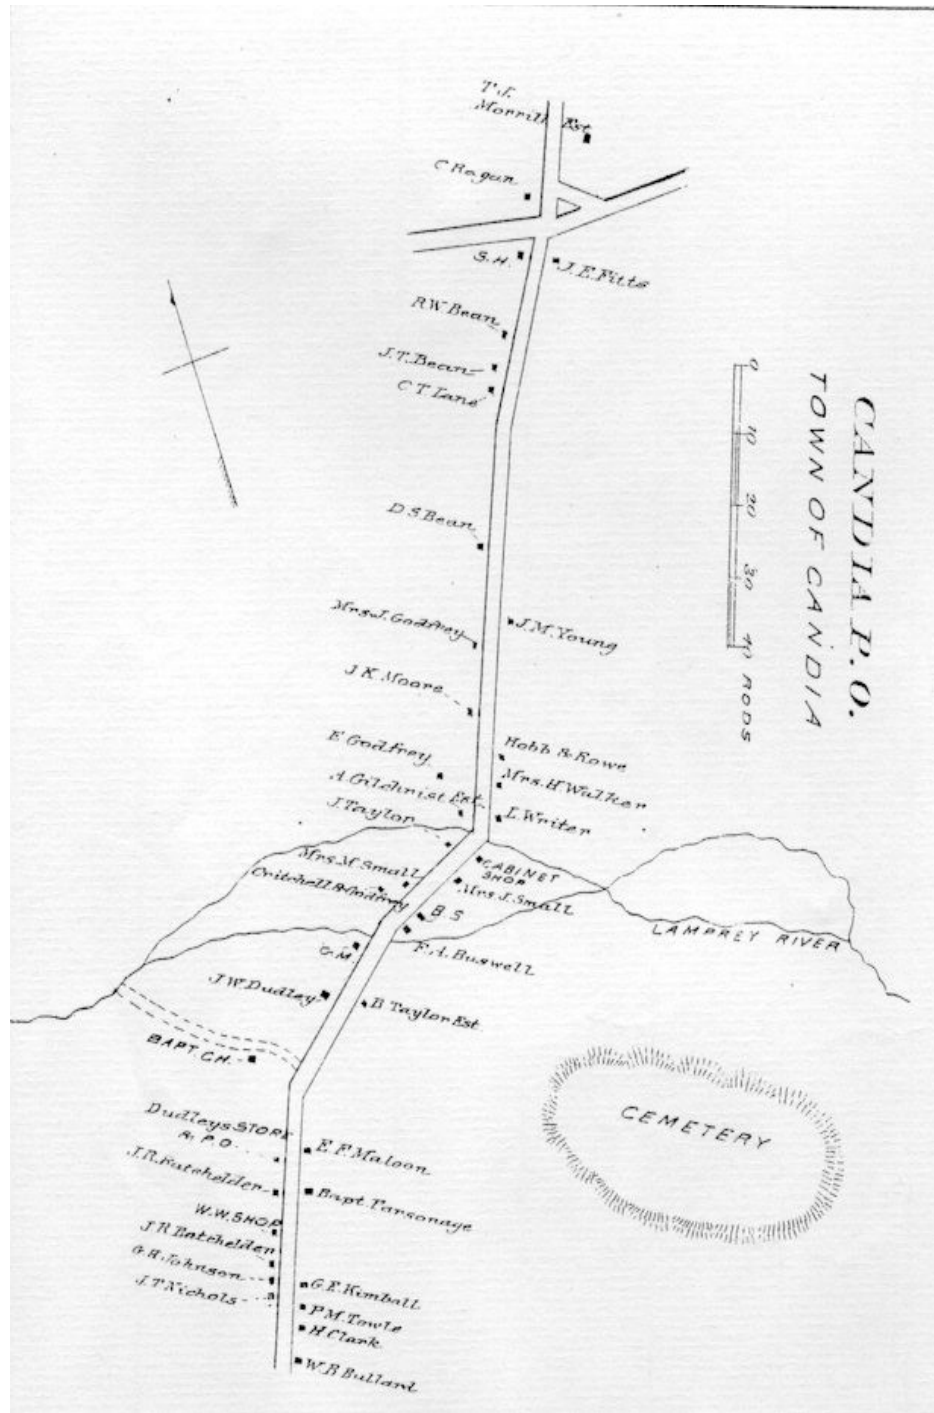 CANDIA P.O.
TOWN OF CANDIA
0 10 20 30 40 RODS
T. J.
Morrill Est.
C Ragan
S.H.
J.E.Fitts
R.W. Bean
J.T. Bean
C T. Lane
D S. Bean
Mrs J. Godfrey
J.M. Young
J K. Moore
E Godfrey
Hobb & Rowe
A. Gilchrist Est.
Mrs. H Walker
J. Taylor
L. Writer
Mrs. M. Small
CABINET
SHOP
Critchell & Godfrey
Mrs. J. Small
B.S
G.M.
F. A. Buswell
LAMPREY RIVER
J.W. Dudley
B Taylor Est.
BAPT. CH.
CEMETERY
Dudleys STORE
& P.O.
E. F. Maloon
J.R. Batchelder
Bapt. Parsonage
W.W. SHOP
J R Batchelder
G.H. Johnson
G.E. Kimball
J.T Nichols
P M. Towle
H. Clark
W.B Bullard